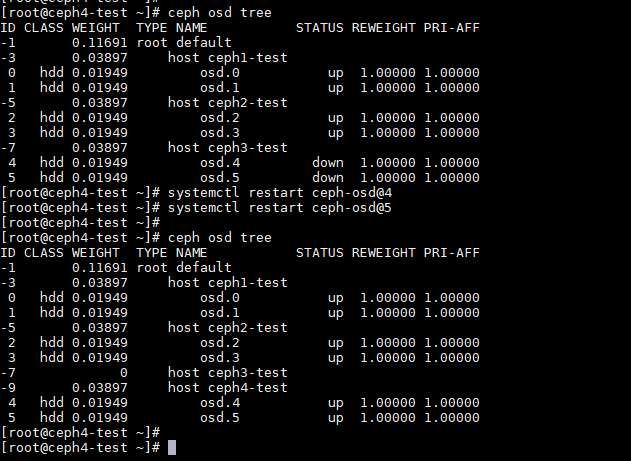 [root@ceph4-test ~]# ceph osd tree
ID CLASS WEIGHT  TYPE NAME           STATUS REWEIGHT PRI-AFF
-1       0.11691 root default
-3       0.03897     host ceph1-test
 0   hdd 0.01949         osd.0           up  1.00000 1.00000
 1   hdd 0.01949         osd.1           up  1.00000 1.00000
-5       0.03897     host ceph2-test
 2   hdd 0.01949         osd.2           up  1.00000 1.00000
 3   hdd 0.01949         osd.3           up  1.00000 1.00000
-7       0.03897     host ceph3-test
 4   hdd 0.01949         osd.4         down  1.00000 1.00000
 5   hdd 0.01949         osd.5         down  1.00000 1.00000
[root@ceph4-test ~]# systemctl restart ceph-osd@4
[root@ceph4-test ~]# systemctl restart ceph-osd@5
[root@ceph4-test ~]#
[root@ceph4-test ~]# ceph osd tree
ID CLASS WEIGHT  TYPE NAME           STATUS REWEIGHT PRI-AFF
-1       0.11691 root default
-3       0.03897     host ceph1-test
 0   hdd 0.01949         osd.0           up  1.00000 1.00000
 1   hdd 0.01949         osd.1           up  1.00000 1.00000
-5       0.03897     host ceph2-test
 2   hdd 0.01949         osd.2           up  1.00000 1.00000
 3   hdd 0.01949         osd.3           up  1.00000 1.00000
-7             0     host ceph3-test
-9       0.03897     host ceph4-test
 4   hdd 0.01949         osd.4           up  1.00000 1.00000
 5   hdd 0.01949         osd.5           up  1.00000 1.00000
[root@ceph4-test ~]#
[root@ceph4-test ~]#